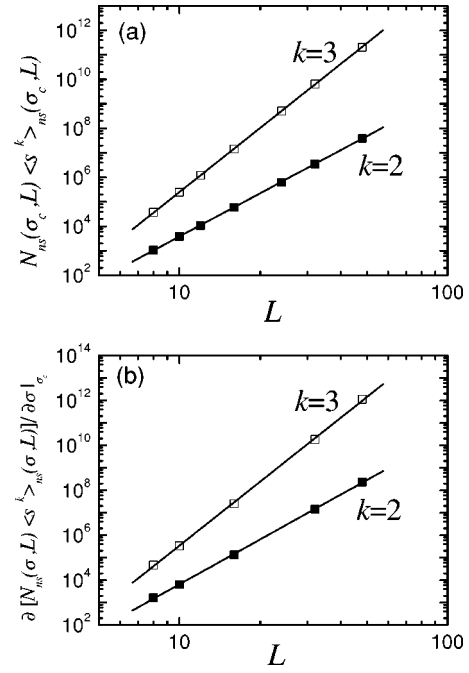 (a)
k=3
k=2
N_ns(σ_c ,L) <s^k>_ns(σ_c ,L)
10^12
10^10
10^8
10^6
10^4
10^2
10
100
L
(b)
k=3
k=2
∂ [N_ns(σ ,L) <s^k>_ns(σ ,L)]/ ∂σ|_σ_c
10^14
10^12
10^10
10^8
10^6
10^4
10^2
10
100
L